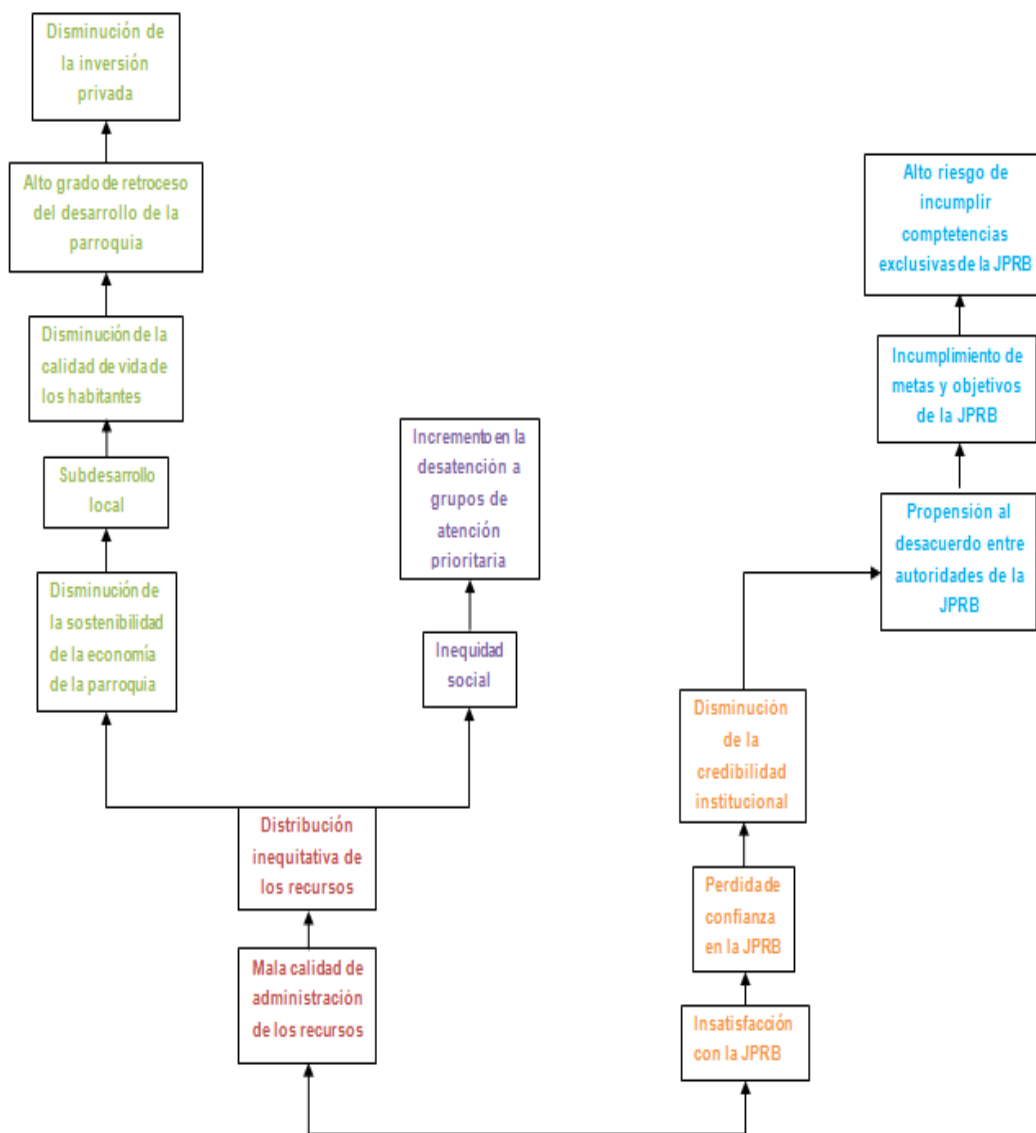 Disminución de
la inversión
privada
Alto grado de retroceso
del desarrollo de la
parroquia
Disminución de la
calidad de vida de
los habitantes
Subdesarrollo
local
Disminución de
la sostenibilidad
de la economía
de la parroquia
Incremento en la
desatención a
grupos de
atención
prioritaria
Inequidad
social
Distribución
inequitativa de
los recursos
Mala calidad de
administración
de los recursos
Alto riesgo de
incumplir
comptetencias
exclusivas de la JPRB
Incumplimiento de
metas y objetivos
de la JPRB
Propensión al
desacuerdo entre
autoridades de la
JPRB
Disminución
de la
credibilidad
institucional
Perdida de
confianza
en la JPRB
Insatisfacción
con la JPRB